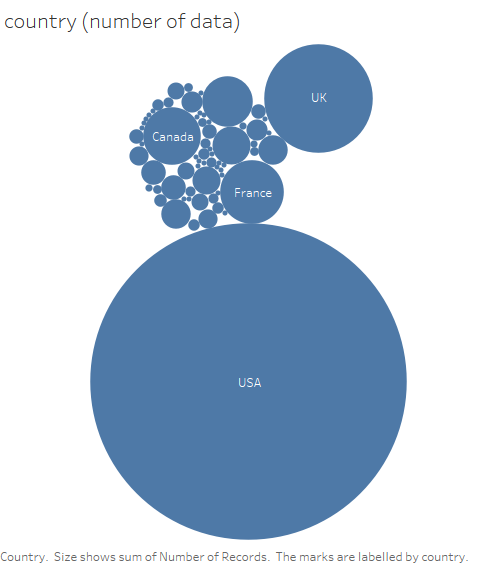 country (number of data)
UK
Canada
France
USA
Country.  Size shows sum of Number of Records.  The marks are labelled by country.